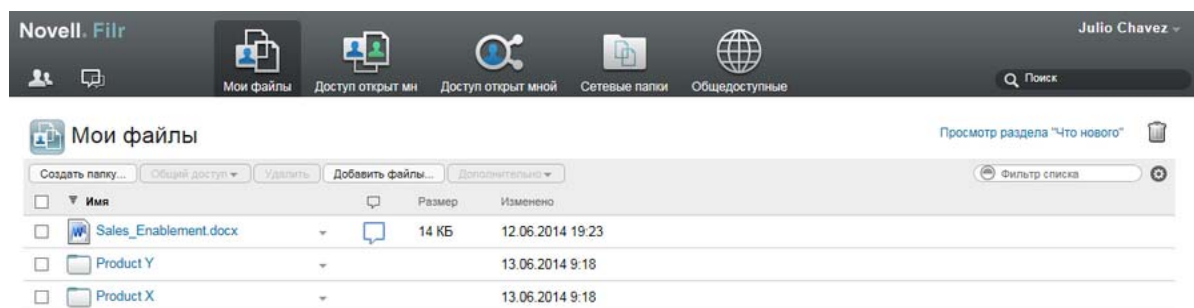 Novell. Filr
Julio Chavez
Мои файлы
Доступ открыт мн
Доступ открыт мной
Сетевые папки
Общедоступные
Поиск
Мои файлы
Просмотр раздела "Что нового"
Создать папку...
Общий доступ
Удалить
Добавить файлы...
Дополнительно
Фильтр списка
Имя Размер Изменено
Sales_Enablement.docx 14 КБ 12.06.2014 19:23
Product Y 13.06.2014 9:18
Product X 13.06.2014 9:18